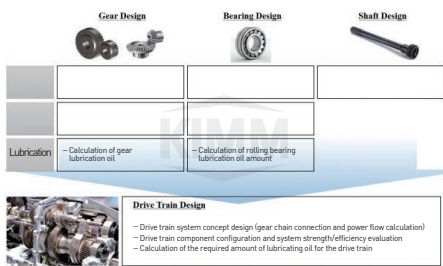 Gear Design
Bearing Design
Shaft Design
KIMM
Lubrication
– Calculation of gear
lubrication oil
– Calculation of rolling bearing
lubrication oil amount
Drive Train Design
– Drive train system concept design (gear chain connection and power flow calculation)
– Drive train component configuration and system strength/efficiency evaluation
– Calculation of the required amount of lubricating oil for the drive train